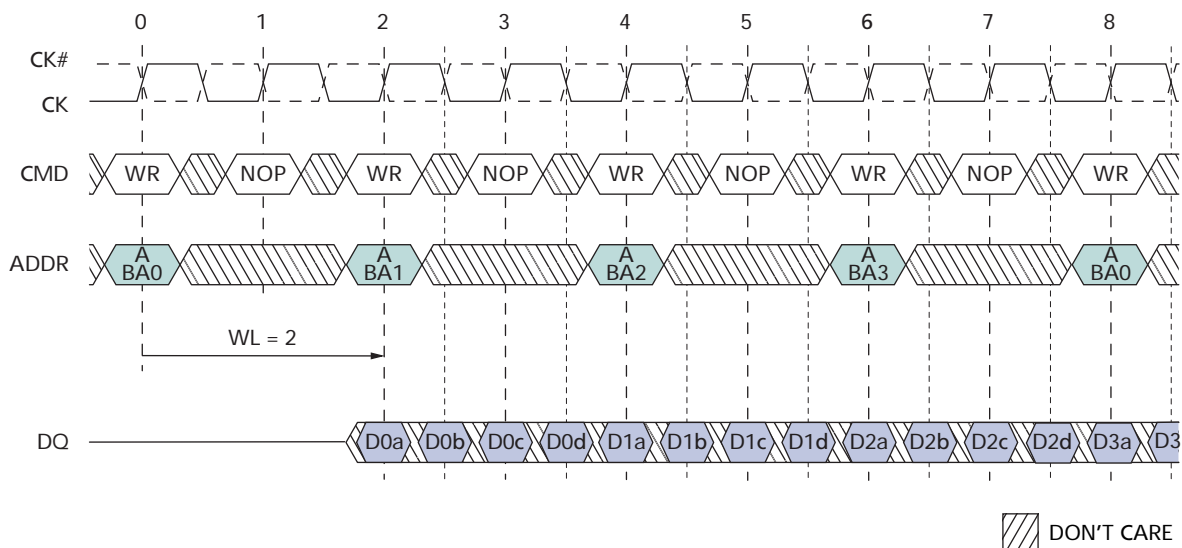 0 1 2 3 4 5 6 7 8
CK#
CK
CMD WR NOP WR NOP WR NOP WR NOP WR
ADDR A BA0 A BA1 A BA2 A BA3 A BA0
WL = 2
DQ D0a D0b D0c D0d D1a D1b D1c D1d D2a D2b D2c D2d D3a D3
DON'T CARE